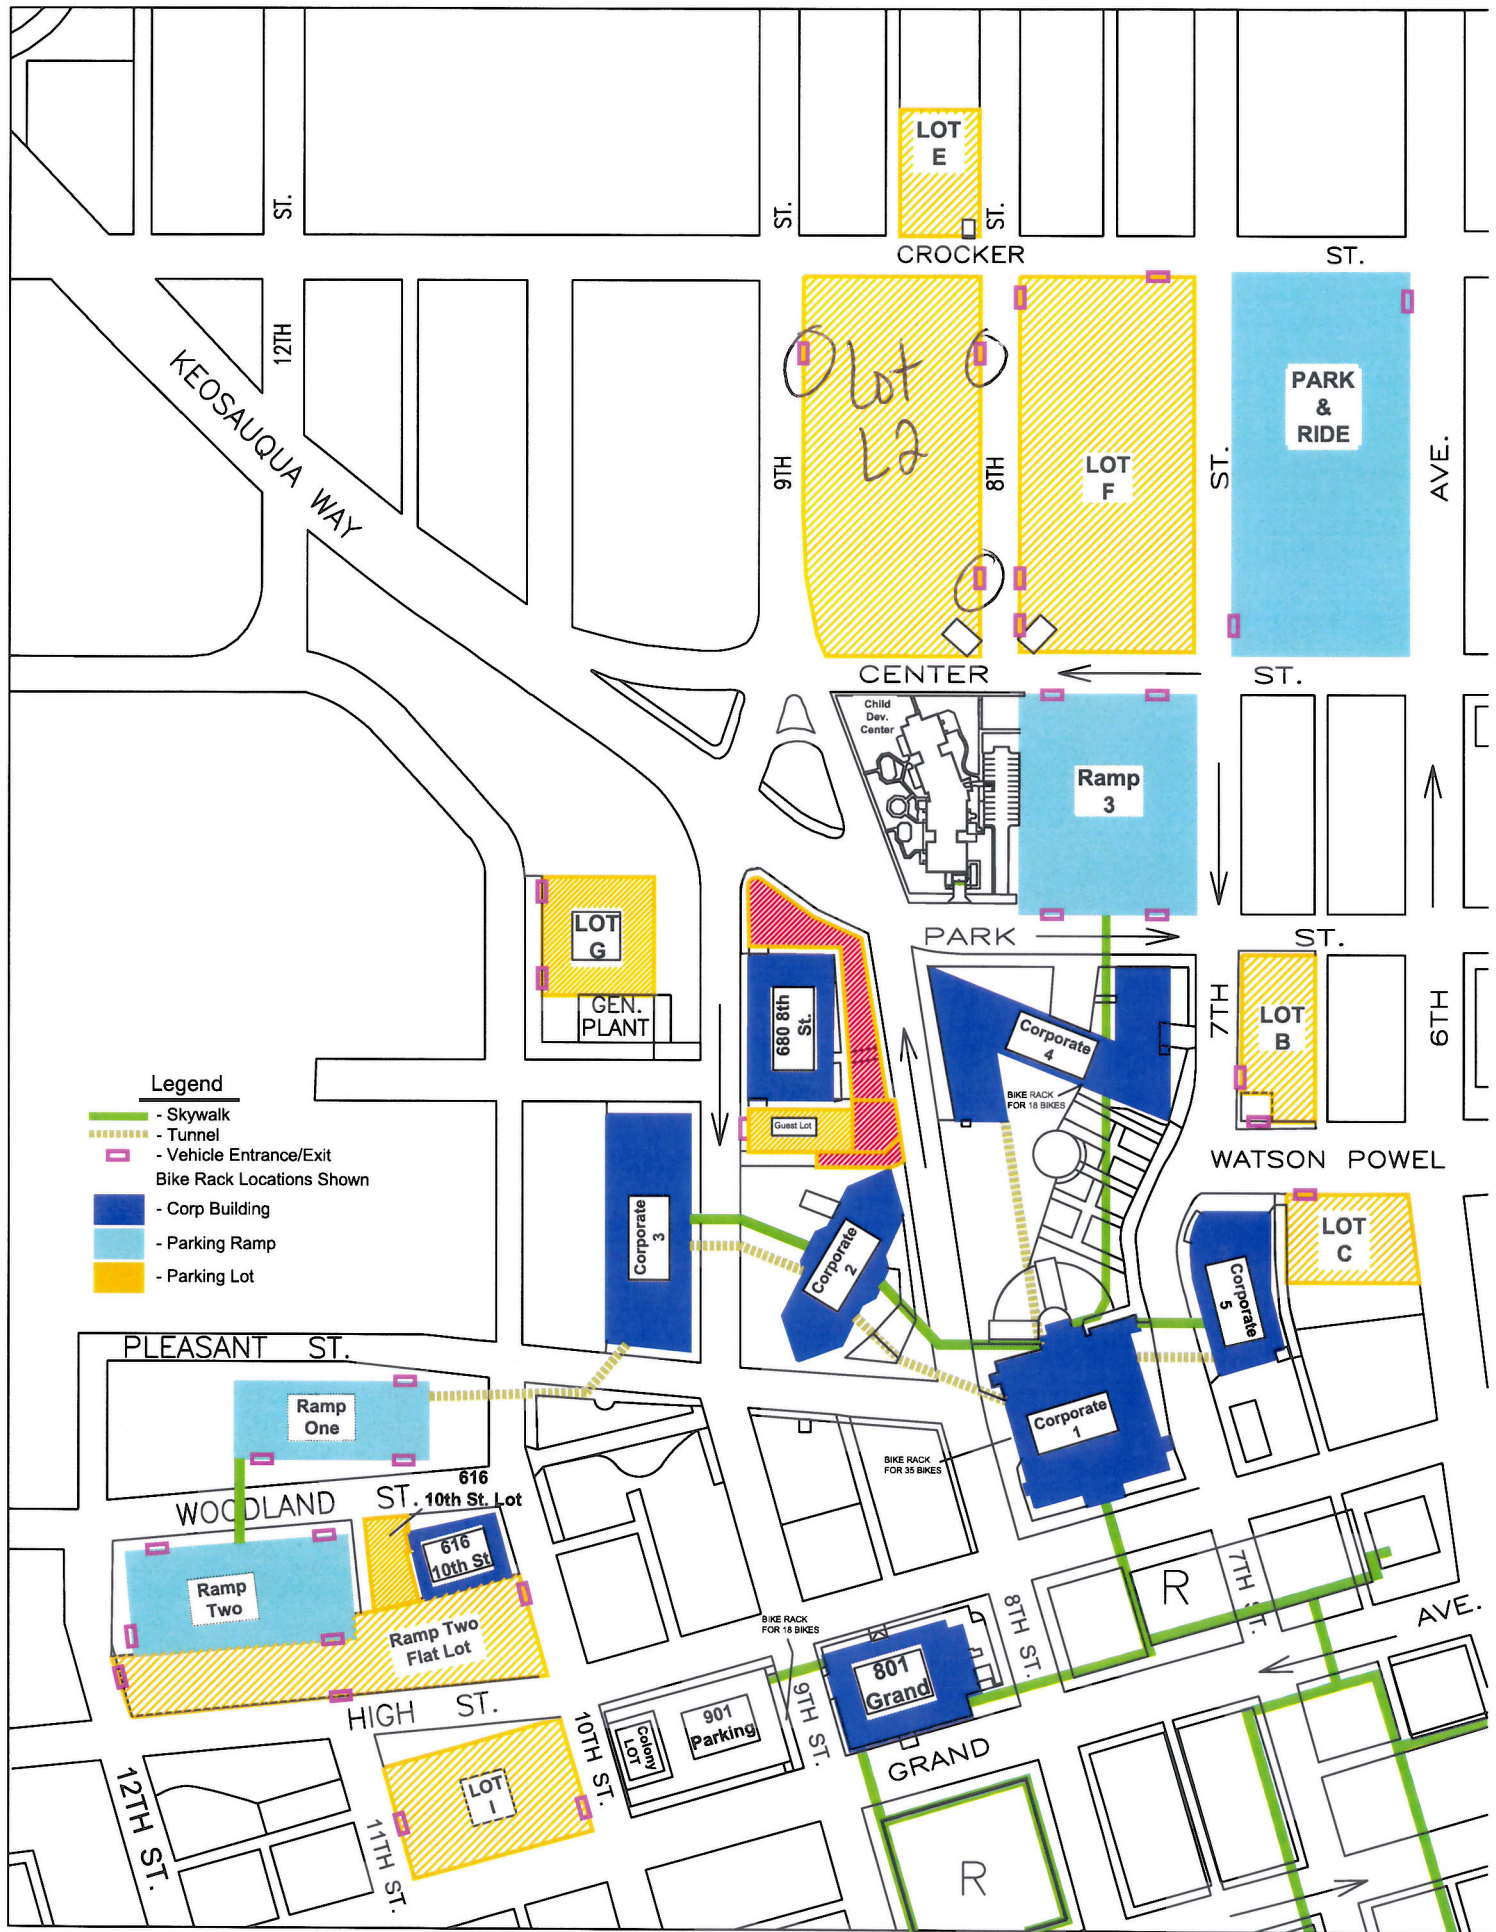 LOT
E
ST.
ST.
ST.
CROCKER
ST.
12TH
KEOSAUQUA WAY
Lot
L2
9TH
8TH
LOT
F
ST.
PARK
&
RIDE
AVE.
CENTER
ST.
Child
Dev.
Center
Ramp
3
LOT
G
GEN.
PLANT
PARK
ST.
680 8th
St.
Corporate
4
BIKE RACK
FOR 18 BIKES
7TH
LOT
B
6TH
Guest Lot
Legend
- Skywalk
- Tunnel
- Vehicle Entrance/Exit
Bike Rack Locations Shown
- Corp Building
- Parking Ramp
- Parking Lot
WATSON POWEL
Corporate
3
Corporate
2
LOT
C
Corporate
5
PLEASANT ST.
Ramp
One
Corporate
1
BIKE RACK
FOR 35 BIKES
WOODLAND ST.
616
10th St. Lot
616
10th St
Ramp
Two
Ramp Two
Flat Lot
R
7TH ST.
8TH ST.
AVE.
BIKE RACK
FOR 18 BIKES
801
Grand
HIGH ST.
10TH ST.
Colony
LOT
901
Parking
9TH ST.
GRAND
LOT
I
12TH ST.
11TH ST.
R